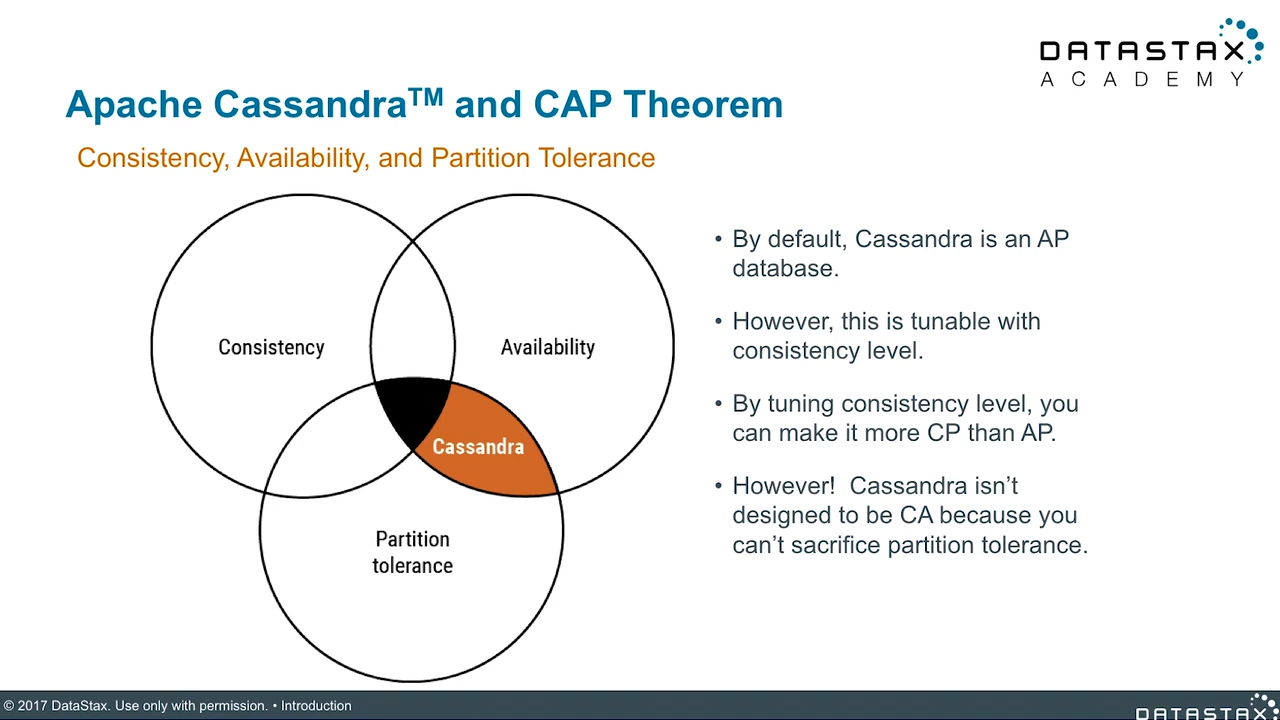 DATASTAX
ACADEMY
Apache Cassandra™ and CAP Theorem
Consistency, Availability, and Partition Tolerance
Consistency
Availability
Cassandra
Partition
tolerance
• By default, Cassandra is an AP
database.
• However, this is tunable with
consistency level.
• By tuning consistency level, you
can make it more CP than AP.
• However!  Cassandra isn’t
designed to be CA because you
can’t sacrifice partition tolerance.
© 2017 DataStax. Use only with permission. • Introduction
DATASTAX